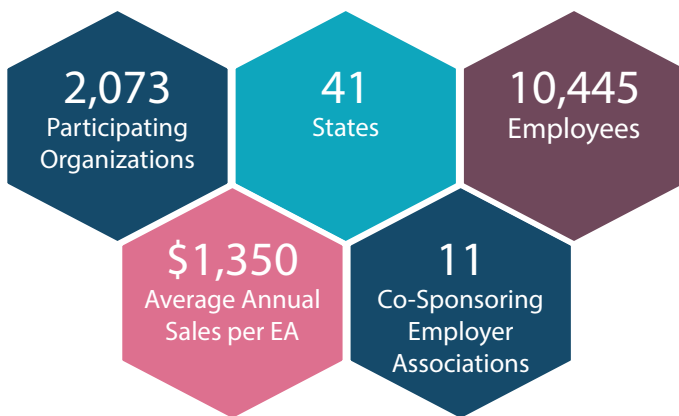 2,073
Participating
Organizations
41
States
10,445
Employees
$1,350
Average Annual
Sales per EA
11
Co-Sponsoring
Employer
Associations